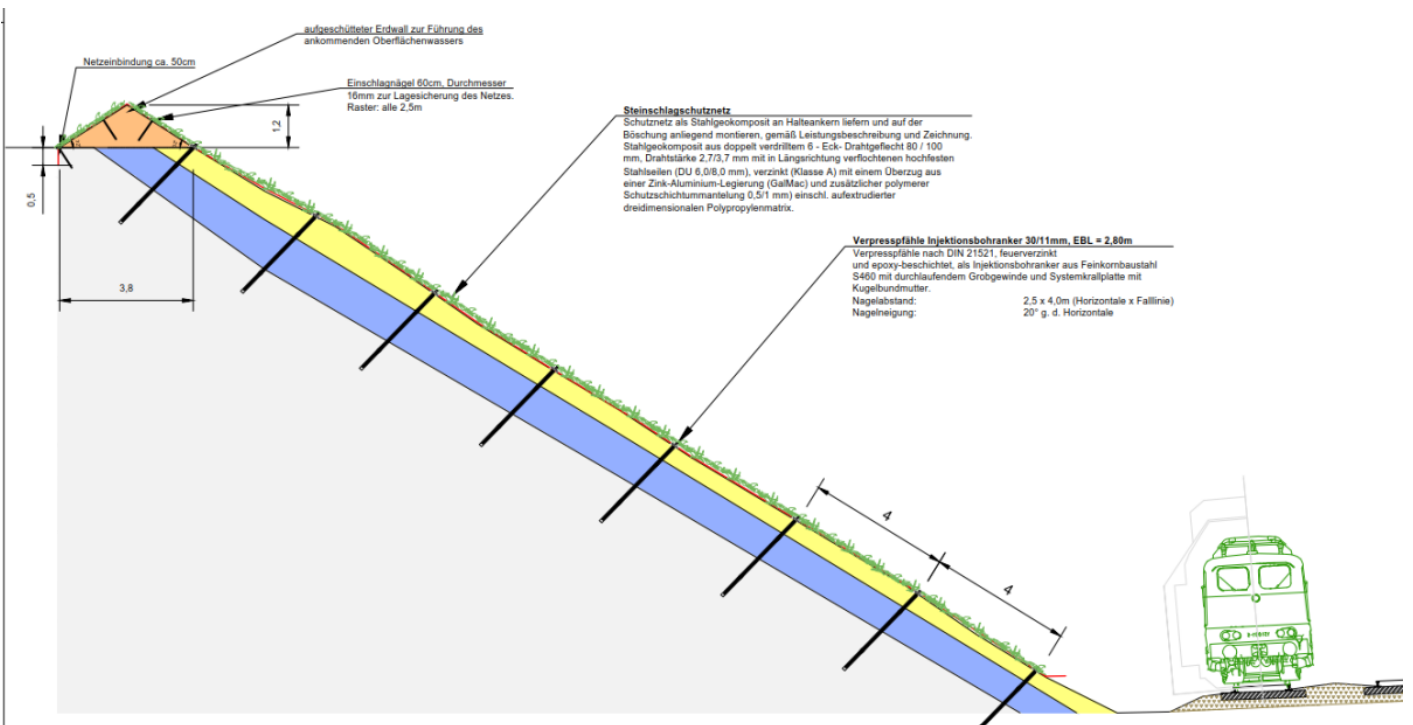 aufgeschütteter Erdwall zur Führung des
ankommenden Oberflächenwassers
Netzeinbindung ca. 50cm
Einschlagnägel 60cm, Durchmesser
16mm zur Lagesicherung des Netzes.
Raster: alle 2,5m
1,2
0,5
3,8
Steinschlagschutznetz
Schutznetz als Stahlgeokomposit an Halteankern liefern und auf der
Böschung anliegend montieren, gemäß Leistungsbeschreibung und Zeichnung.
Stahlgeokomposit aus doppelt verdrilltem 6 - Eck- Drahtgeflecht 80 / 100
mm, Drahtstärke 2,7/3,7 mm mit in Längsrichtung verflochtenen hochfesten
Stahlseilen (DU 6,0/8,0 mm), verzinkt (Klasse A) mit einem Überzug aus
einer Zink-Aluminium-Legierung (GalMac) und zusätzlicher polymerer
Schutzschichtummantelung 0,5/1 mm) einschl. aufextrudierter
dreidimensionalen Polypropylenmatrix.
Verpresspfähle Injektionsbohranker 30/11mm, EBL = 2,80m
Verpresspfähle nach DIN 21521, feuerverzinkt
und epoxy-beschichtet, als Injektionsbohranker aus Feinkornbaustahl
S460 mit durchlaufendem Grobgewinde und Systemkrallplatte mit
Kugelbundmutter.
Nagelabstand: 2,5 x 4,0m (Horizontale x Falllinie)
Nagelneigung: 20° g. d. Horizontale
4
4